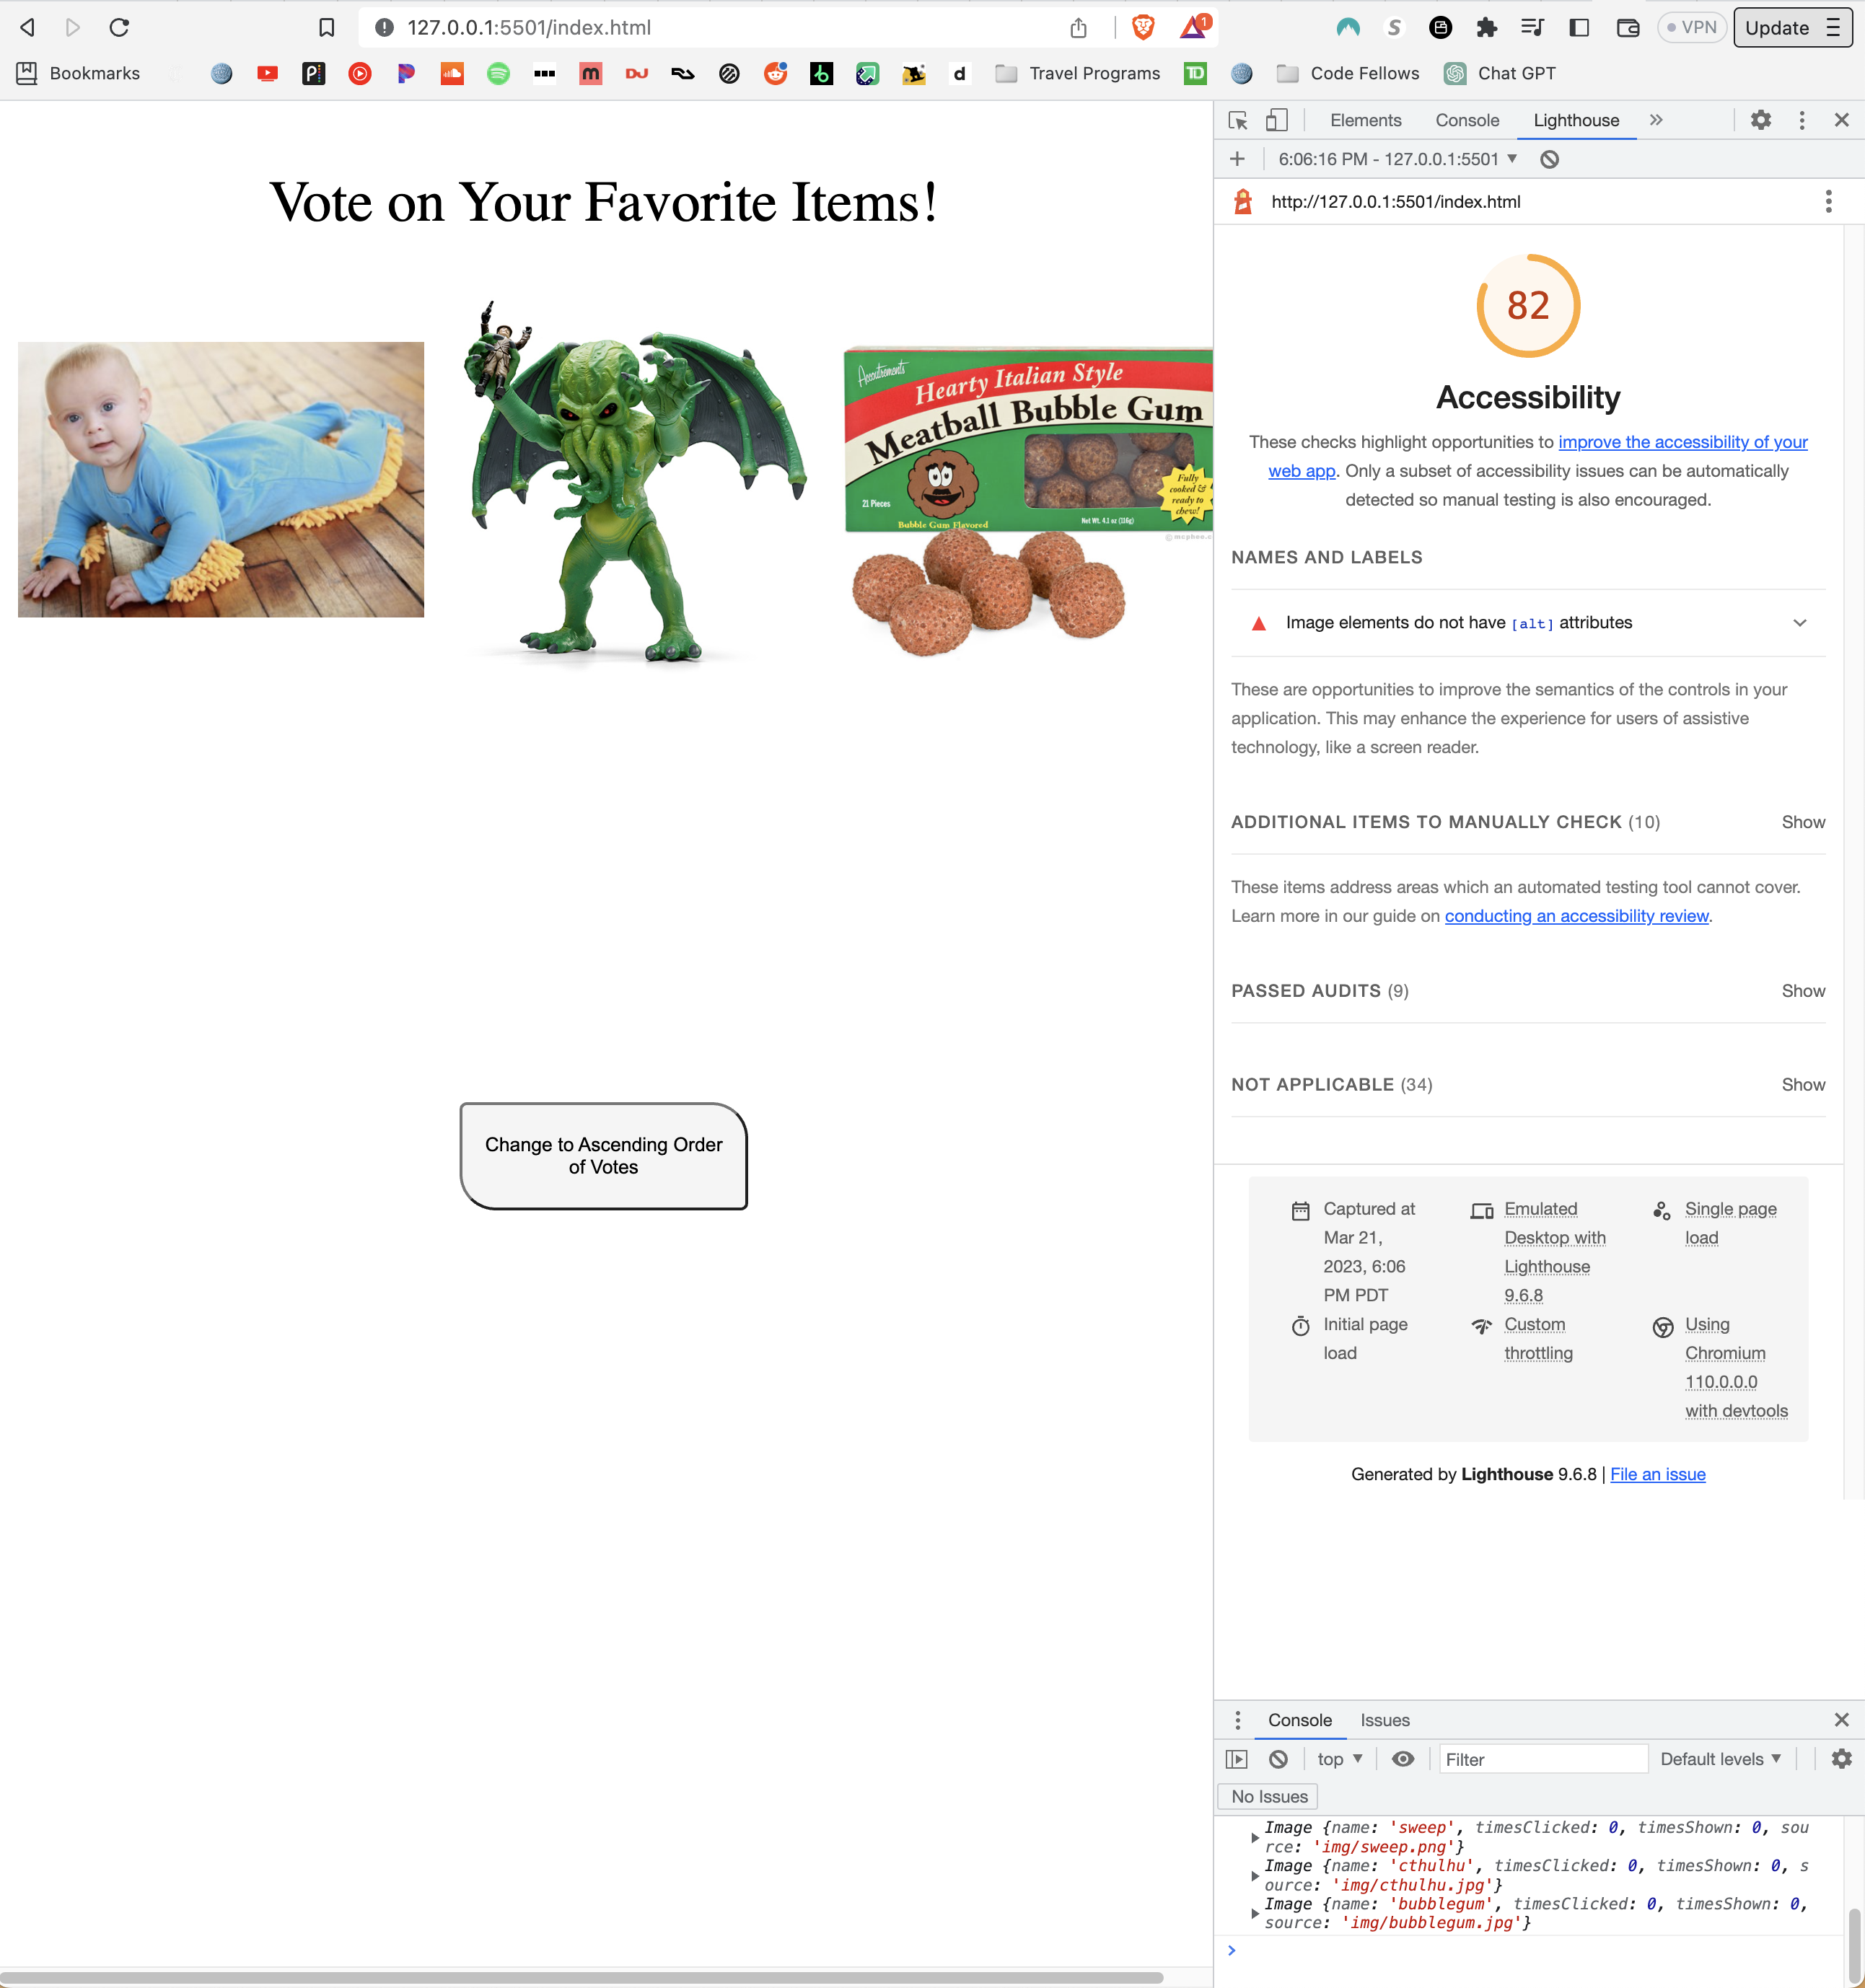 127.0.0.1:5501/index.html
1
VPN
Update
Bookmarks
Travel Programs
TD
Code Fellows
Chat GPT
Vote on Your Favorite Items!
Accoutrements
Hearty Italian Style
Meatball Bubble Gum
21 Pieces
Bubble Gum Flavored
Net Wt. 4.1 oz (116g)
Fully
cooked &
ready to
chew!
Change to Ascending Order
of Votes
Elements
Console
Lighthouse
6:06:16 PM - 127.0.0.1:5501
http://127.0.0.1:5501/index.html
82
Accessibility
These checks highlight opportunities to improve the accessibility of your
web app. Only a subset of accessibility issues can be automatically
detected so manual testing is also encouraged.
NAMES AND LABELS
Image elements do not have [alt] attributes
These are opportunities to improve the semantics of the controls in your
application. This may enhance the experience for users of assistive
technology, like a screen reader.
ADDITIONAL ITEMS TO MANUALLY CHECK (10)
Show
These items address areas which an automated testing tool cannot cover.
Learn more in our guide on conducting an accessibility review.
PASSED AUDITS (9)
Show
NOT APPLICABLE (34)
Show
Captured at
Mar 21,
2023, 6:06
PM PDT
Emulated
Desktop with
Lighthouse
9.6.8
Single page
load
Initial page
load
Custom
throttling
Using
Chromium
110.0.0.0
with devtools
Generated by Lighthouse 9.6.8 | File an issue
Console
Issues
top
Filter
Default levels
No Issues
Image {name: 'sweep', timesClicked: 0, timesShown: 0, sou
rce: 'img/sweep.png'}
Image {name: 'cthulhu', timesClicked: 0, timesShown: 0, s
ource: 'img/cthulhu.jpg'}
Image {name: 'bubblegum', timesClicked: 0, timesShown: 0,
source: 'img/bubblegum.jpg'}